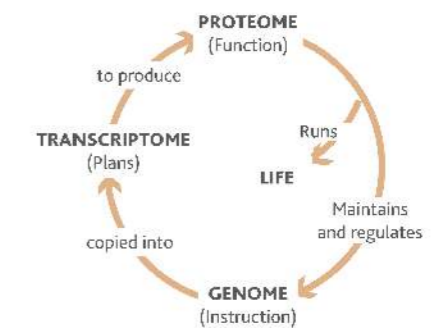 PROTEOME
(Function)
to produce
Runs
TRANSCRIPTOME
(Plans)
LIFE
Maintains
and regulates
copied into
GENOME
(Instruction)